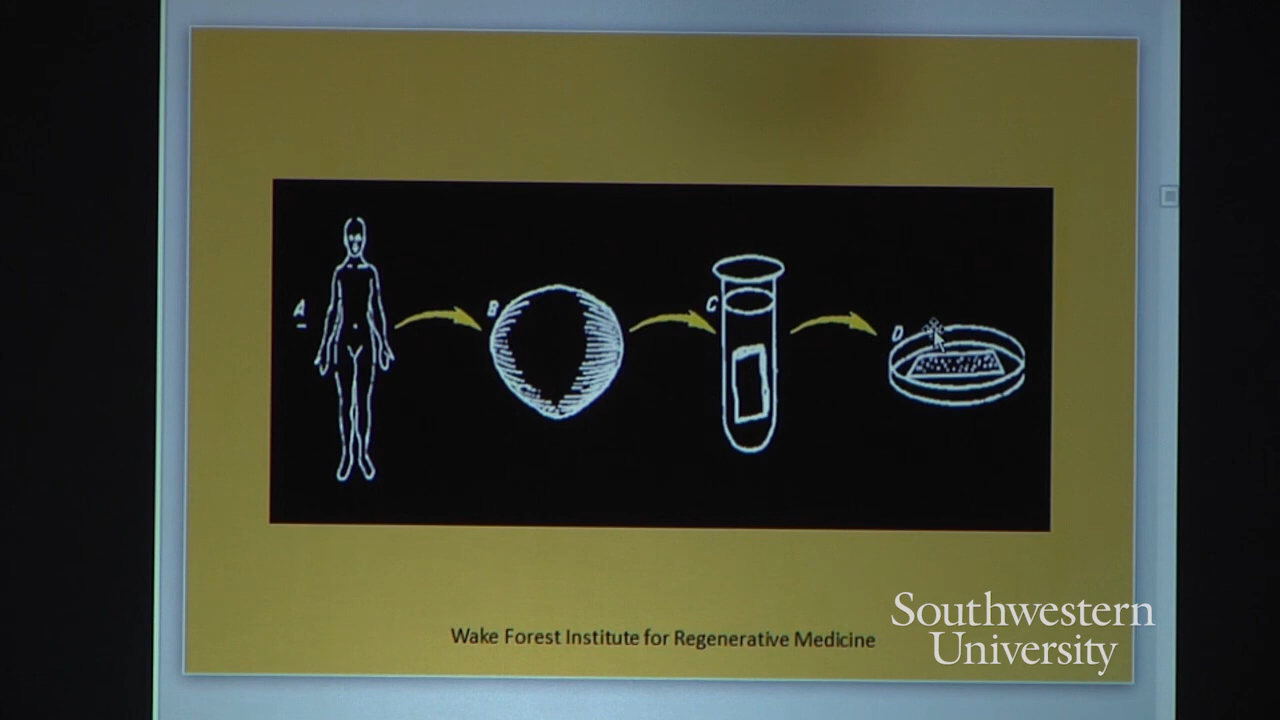 A
B
C
D
Wake Forest Institute for Regenerative Medicine
Southwestern
University